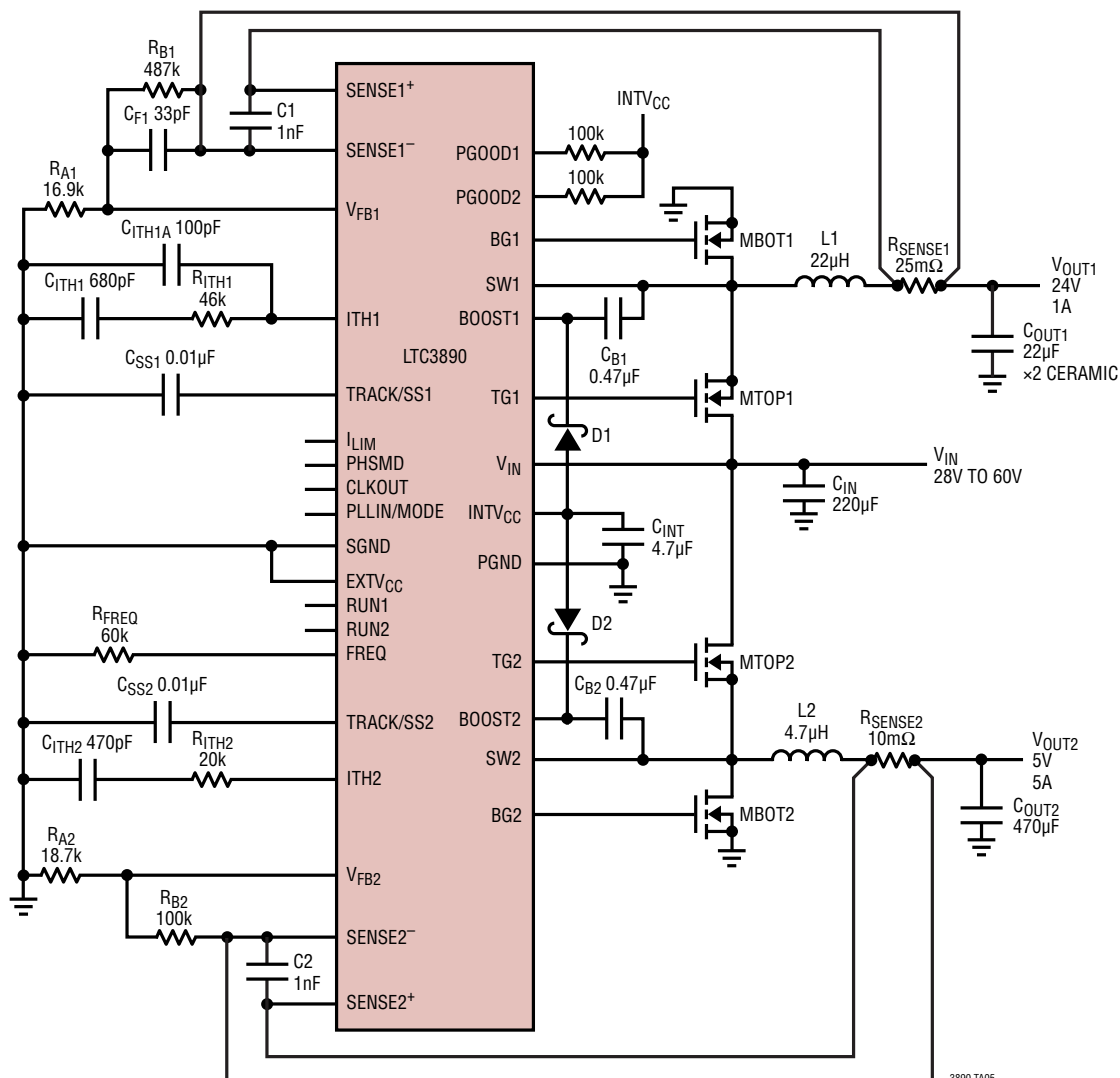 RB1
487k
CF1 33pF
C1
1nF
RA1
16.9k
CITH1A 100pF
CITH1 680pF
RITH1
46k
CSS1 0.01µF
RFREQ
60k
CSS2 0.01µF
CITH2 470pF
RITH2
20k
RA2
18.7k
RB2
100k
C2
1nF
SENSE1+
SENSE1–
VFB1
ITH1
LTC3890
TRACK/SS1
ILIM
PHSMD
CLKOUT
PLLIN/MODE
SGND
EXTVCC
RUN1
RUN2
FREQ
TRACK/SS2
ITH2
VFB2
SENSE2–
SENSE2+
PGOOD1
PGOOD2
BG1
SW1
BOOST1
TG1
VIN
INTVCC
PGND
TG2
BOOST2
SW2
BG2
INTVCC
100k
100k
MBOT1
L1
22µH
RSENSE1
25mΩ
VOUT1
24V
1A
COUT1
22µF
×2 CERAMIC
CB1
0.47µF
MTOP1
D1
VIN
28V TO 60V
CIN
220µF
CINT
4.7µF
D2
MTOP2
CB2 0.47µF
L2
4.7µH
RSENSE2
10mΩ
VOUT2
5V
5A
COUT2
470µF
MBOT2